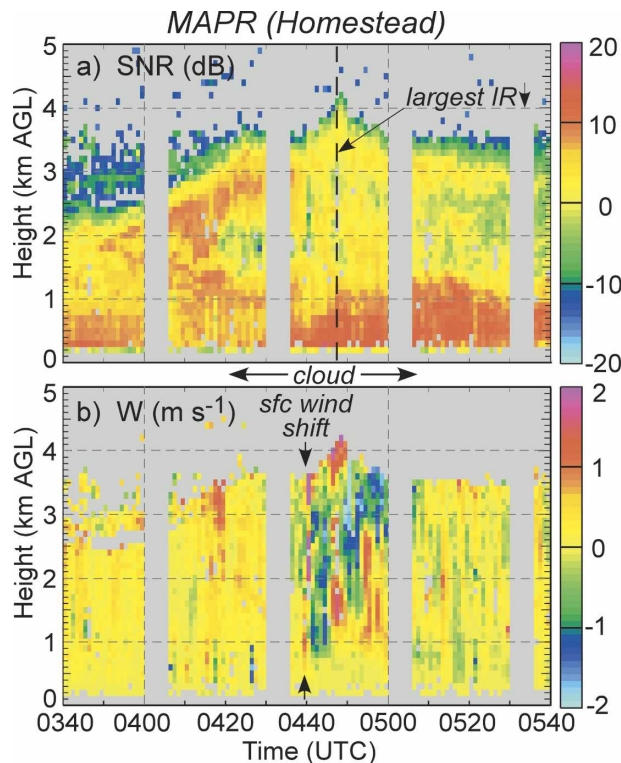 MAPR (Homestead)
a) SNR (dB)
largest IR↓
Height (km AGL)
5
4
3
2
1
0
20
10
0
-10
-20
cloud
b) W (m s-1)
sfc wind
shift
Height (km AGL)
5
4
3
2
1
0
2
1
0
-1
-2
0340 0400 0420 0440 0500 0520 0540
Time (UTC)